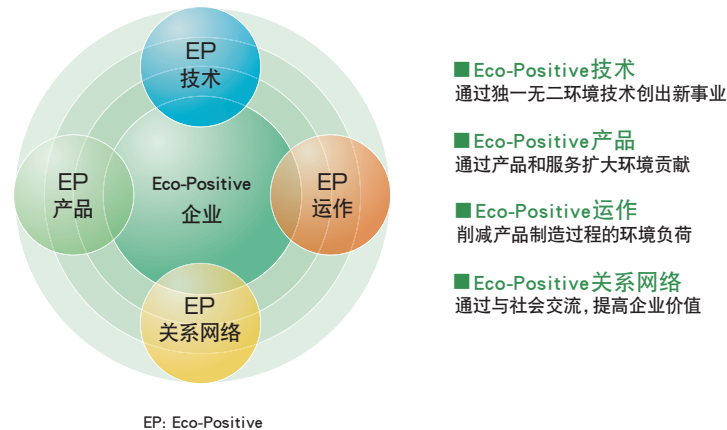 EP
技术
EP
产品
Eco-Positive
企业
EP
运作
EP
关系网络
EP: Eco-Positive
■Eco-Positive技术
通过独一无二环境技术创出新事业
■Eco-Positive产品
通过产品和服务扩大环境贡献
■Eco-Positive运作
削减产品制造过程的环境负荷
■Eco-Positive关系网络
通过与社会交流，提高企业价值